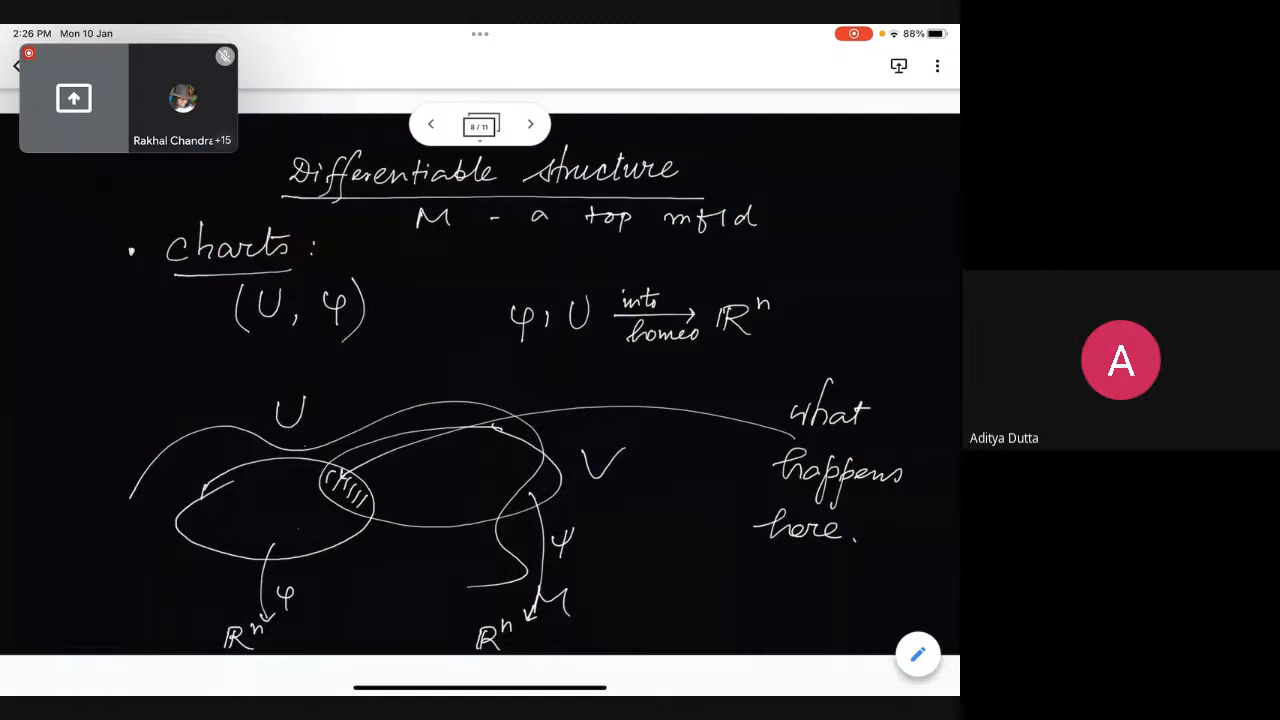 2:26 PM Mon 10 Jan
88%
Rakhal Chandra +15
8 / 11
Differentiable structure
M - a top mfld
• Charts :
(U, φ)
φ, U into homeo → ℝⁿ
U
V
what
happens
here.
φ
ψ
M
ℝⁿ
ℝⁿ
A
Aditya Dutta